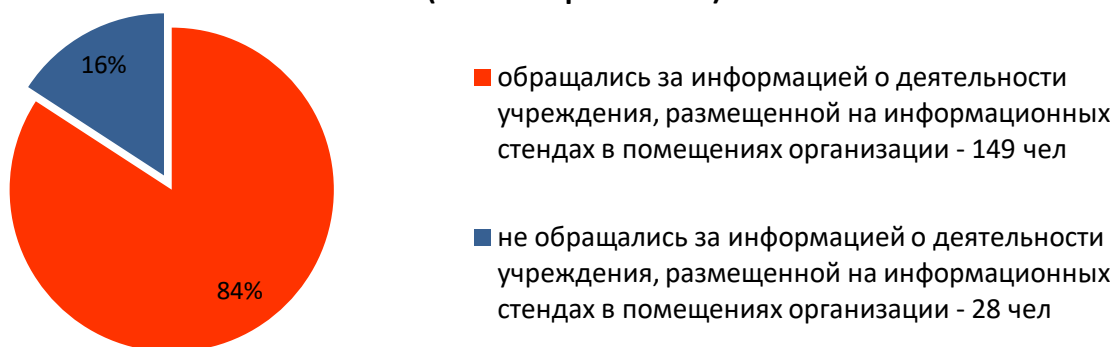 16%
84%
обращались за информацией о деятельности
учреждения, размещенной на информационных
стендах в помещениях организации - 149 чел
не обращались за информацией о деятельности
учреждения, размещенной на информационных
стендах в помещениях организации - 28 чел